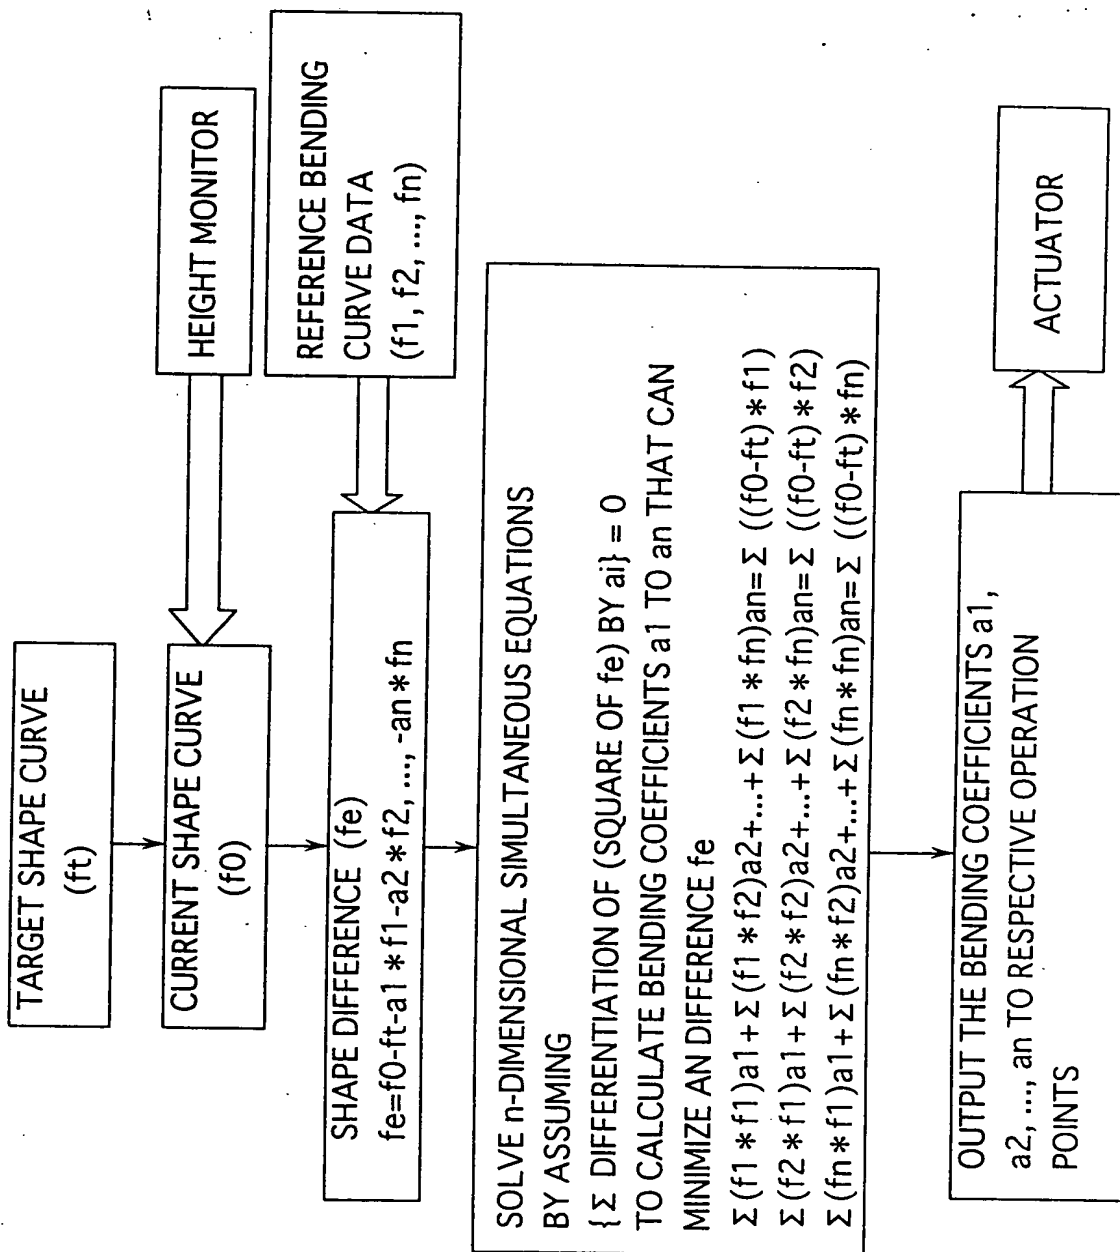 TARGET SHAPE CURVE
(ft)
CURRENT SHAPE CURVE
(f0)
HEIGHT MONITOR
SHAPE DIFFERENCE (fe)
fe=f0-ft-a1*f1-a2*f2, ..., -an*fn
REFERENCE BENDING
CURVE DATA
(f1, f2, ..., fn)
SOLVE n-DIMENSIONAL SIMULTANEOUS EQUATIONS
BY ASSUMING
{Σ DIFFERENTIATION OF (SQUARE OF fe) BY ai} = 0
TO CALCULATE BENDING COEFFICIENTS a1 TO an THAT CAN
MINIMIZE AN DIFFERENCE fe
Σ(f1*f1)a1+Σ(f1*f2)a2+...+Σ(f1*fn)an=Σ ((f0-ft)*f1)
Σ(f2*f1)a1+Σ(f2*f2)a2+...+Σ(f2*fn)an=Σ ((f0-ft)*f2)
Σ(fn*f1)a1+Σ(fn*f2)a2+...+Σ(fn*fn)an=Σ ((f0-ft)*fn)
OUTPUT THE BENDING COEFFICIENTS a1,
a2, ..., an TO RESPECTIVE OPERATION
POINTS
ACTUATOR